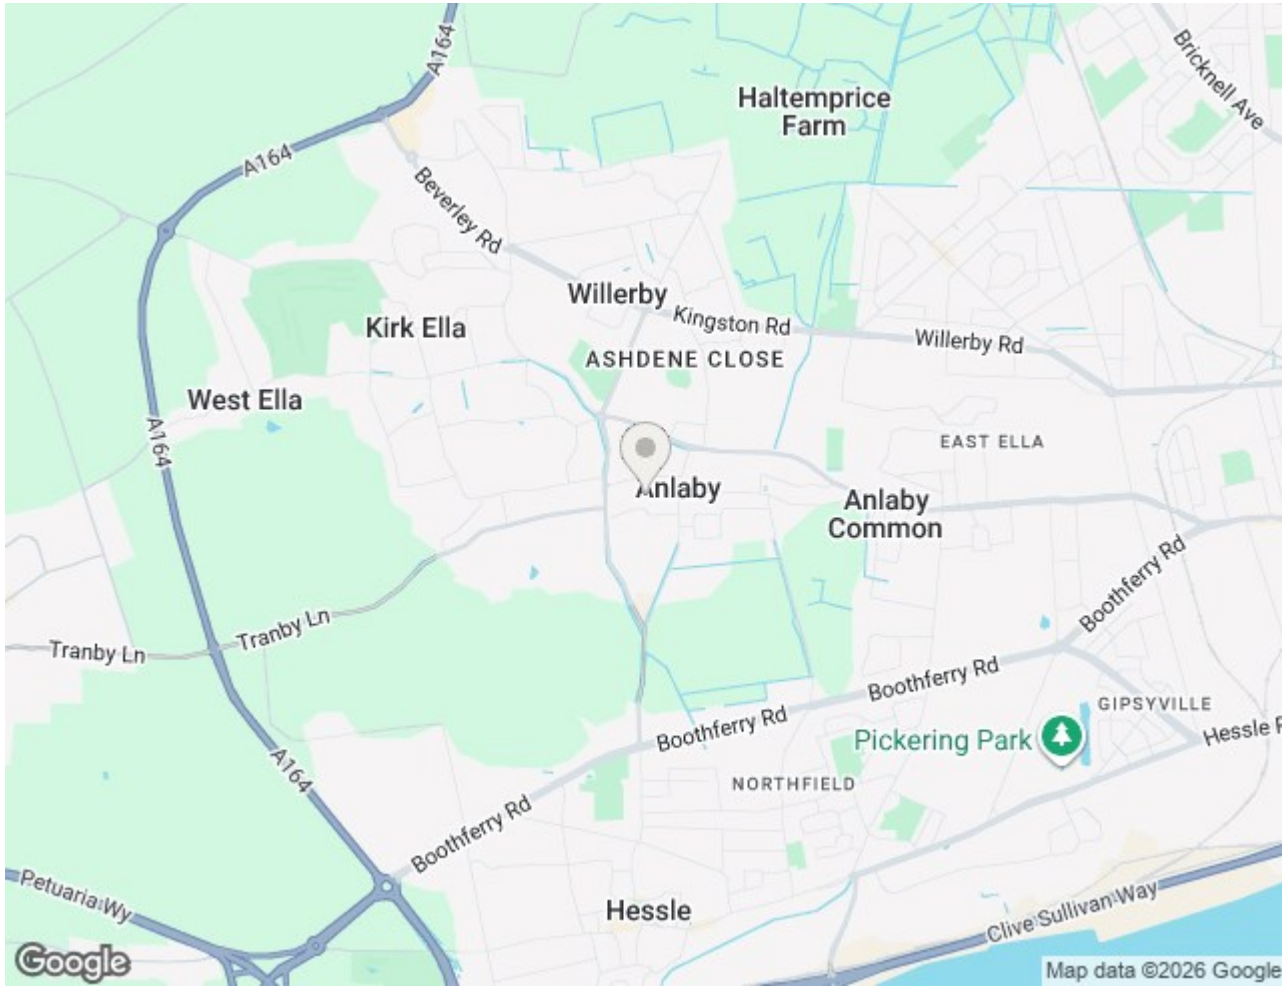 A164
Bricknell Ave
Haltemprice
Farm
A164
Beverley Rd
Willerby
Kingston Rd
Willerby Rd
Kirk Ella
ASHDENE CLOSE
West Ella
A164
EAST ELLA
Anlaby
Anlaby
Common
Boothferry Rd
Tranby Ln
Tranby Ln
Boothferry Rd
GIPSYVILLE
Boothferry Rd
Hessle R
Pickering Park
A164
NORTHFIELD
Boothferry Rd
Petuaria Wy
Hessle
Clive Sullivan Way
Google
Map data ©2026 Google